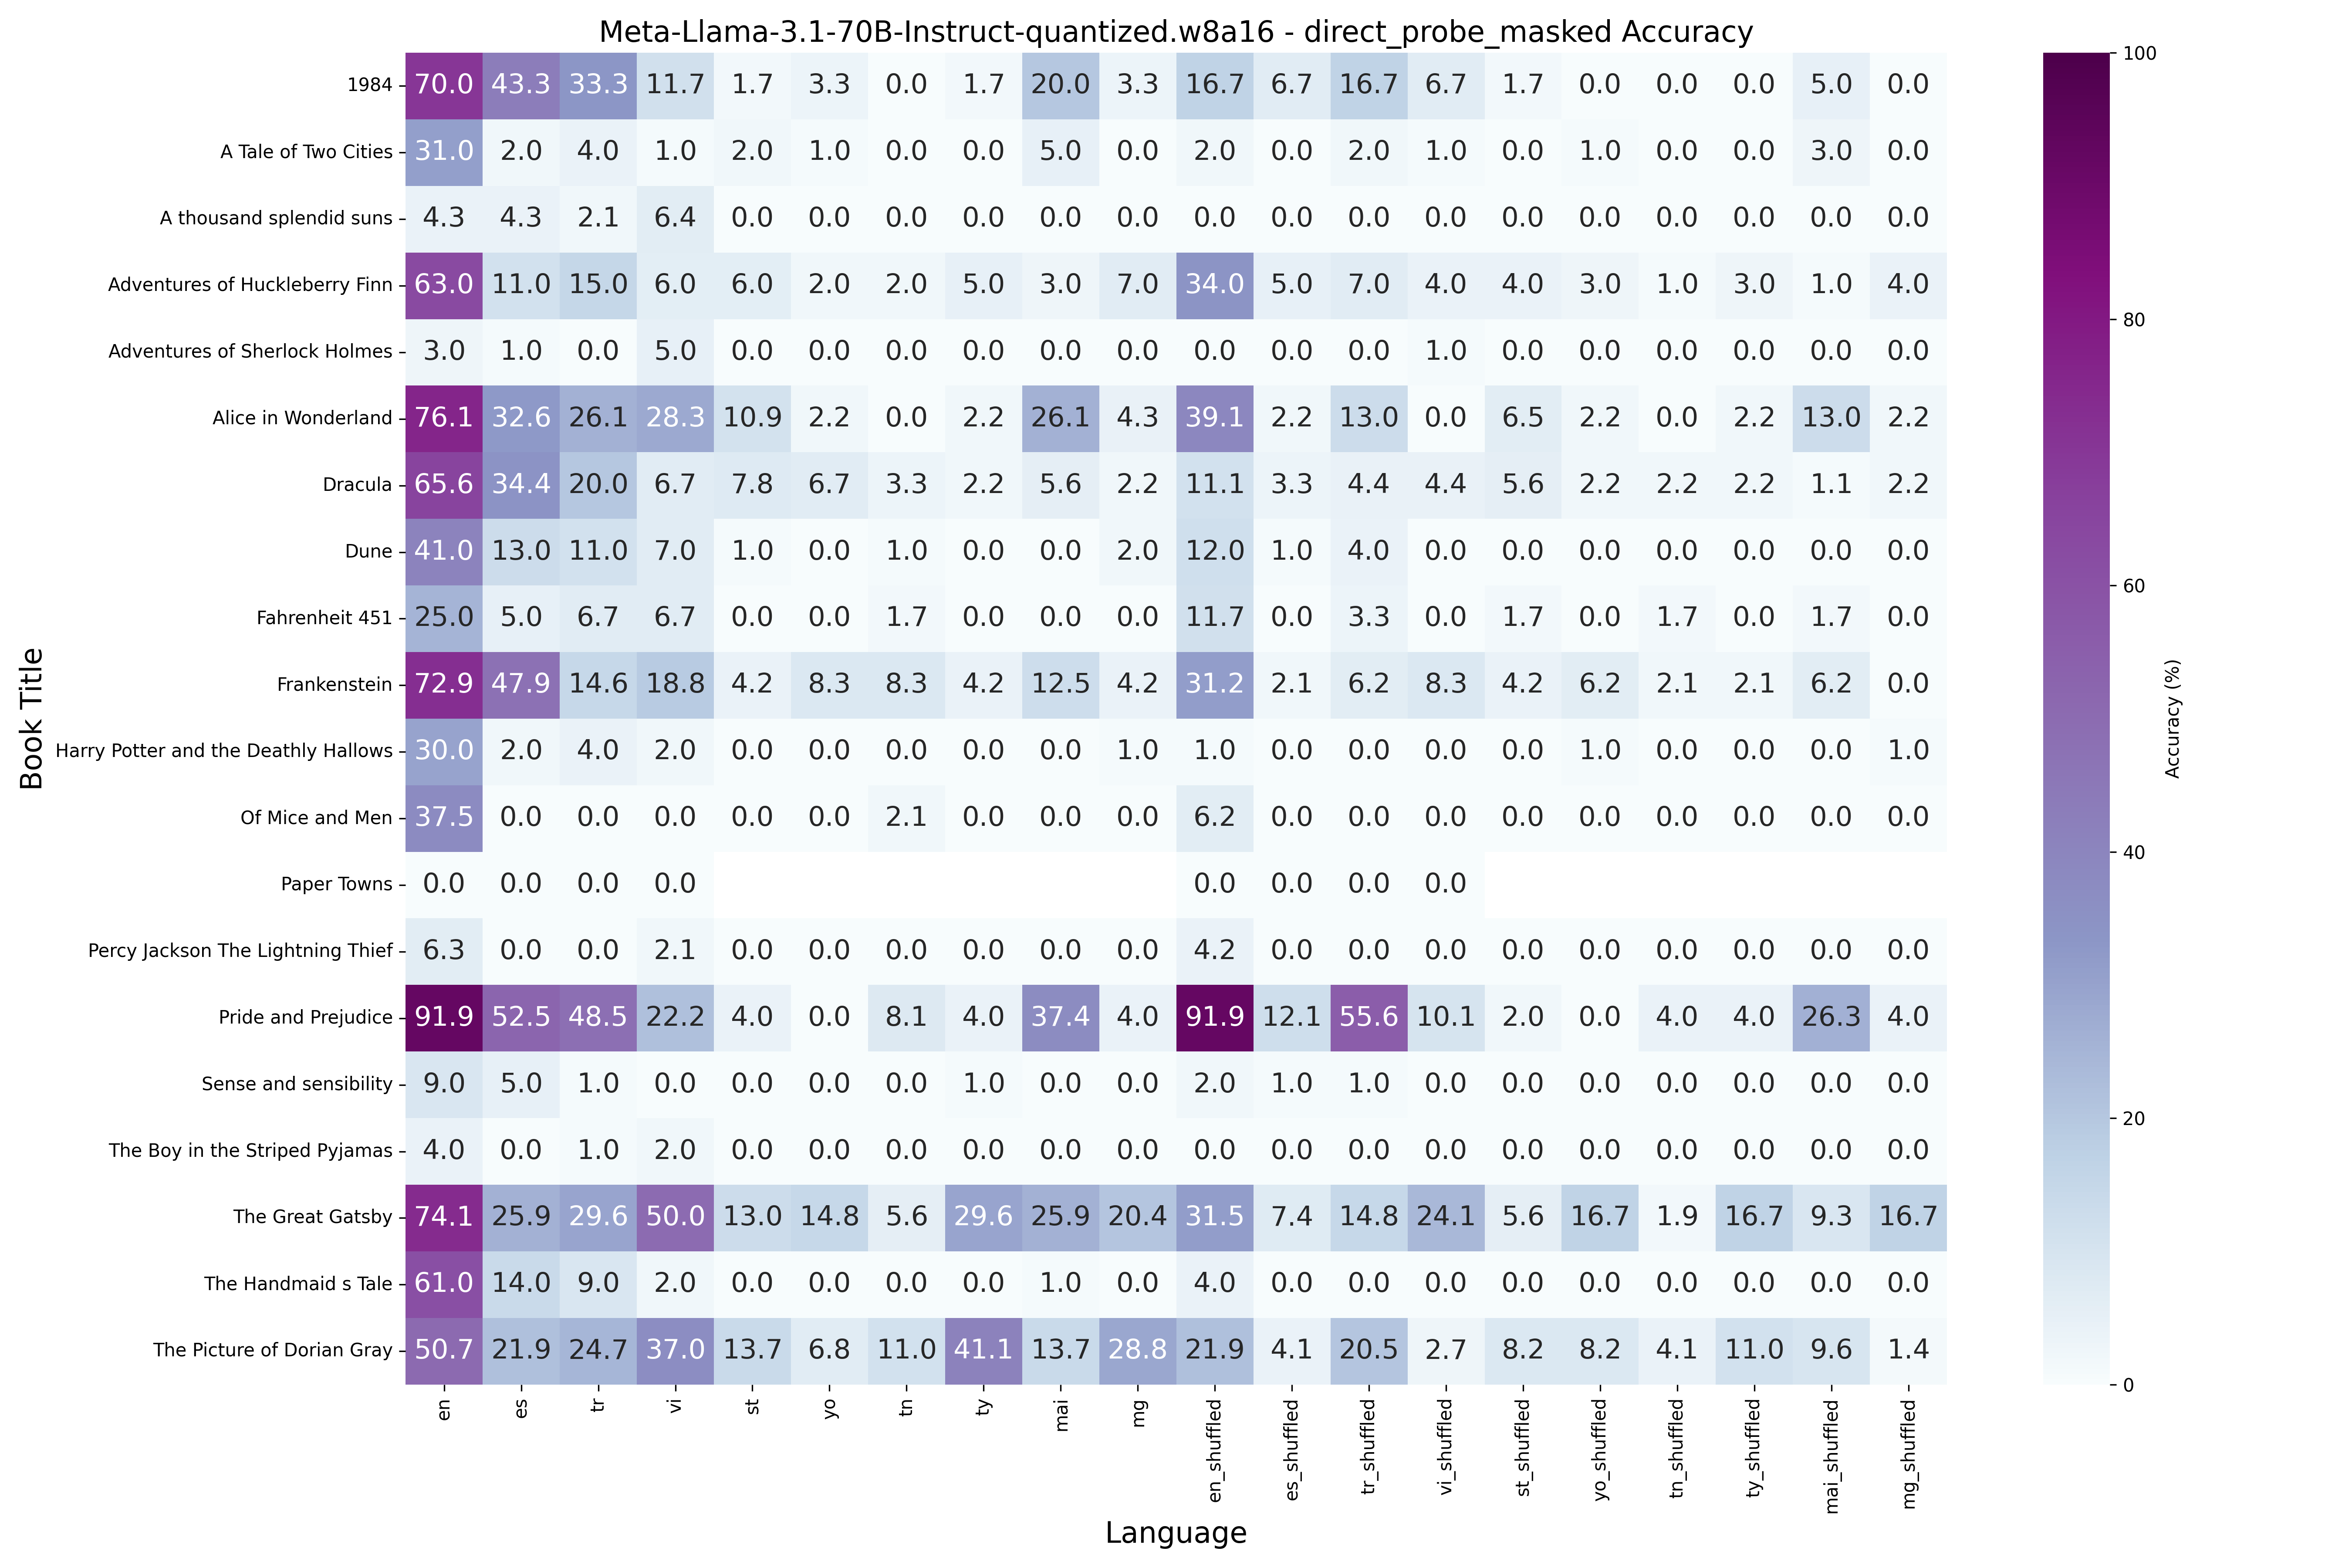 Meta-Llama-3.1-70B-Instruct-quantized.w8a16 - direct_probe_masked Accuracy
Book Title
1984 70.0 43.3 33.3 11.7 1.7 3.3 0.0 1.7 20.0 3.3 16.7 6.7 16.7 6.7 1.7 0.0 0.0 0.0 5.0 0.0
A Tale of Two Cities 31.0 2.0 4.0 1.0 2.0 1.0 0.0 0.0 5.0 0.0 2.0 0.0 2.0 1.0 0.0 1.0 0.0 0.0 3.0 0.0
A thousand splendid suns 4.3 4.3 2.1 6.4 0.0 0.0 0.0 0.0 0.0 0.0 0.0 0.0 0.0 0.0 0.0 0.0 0.0 0.0 0.0 0.0
Adventures of Huckleberry Finn 63.0 11.0 15.0 6.0 6.0 2.0 2.0 5.0 3.0 7.0 34.0 5.0 7.0 4.0 4.0 3.0 1.0 3.0 1.0 4.0
Adventures of Sherlock Holmes 3.0 1.0 0.0 5.0 0.0 0.0 0.0 0.0 0.0 0.0 0.0 0.0 0.0 1.0 0.0 0.0 0.0 0.0 0.0 0.0
Alice in Wonderland 76.1 32.6 26.1 28.3 10.9 2.2 0.0 2.2 26.1 4.3 39.1 2.2 13.0 0.0 6.5 2.2 0.0 2.2 13.0 2.2
Dracula 65.6 34.4 20.0 6.7 7.8 6.7 3.3 2.2 5.6 2.2 11.1 3.3 4.4 4.4 5.6 2.2 2.2 2.2 1.1 2.2
Dune 41.0 13.0 11.0 7.0 1.0 0.0 1.0 0.0 0.0 2.0 12.0 1.0 4.0 0.0 0.0 0.0 0.0 0.0 0.0 0.0
Fahrenheit 451 25.0 5.0 6.7 6.7 0.0 0.0 1.7 0.0 0.0 0.0 11.7 0.0 3.3 0.0 1.7 0.0 1.7 0.0 1.7 0.0
Frankenstein 72.9 47.9 14.6 18.8 4.2 8.3 8.3 4.2 12.5 4.2 31.2 2.1 6.2 8.3 4.2 6.2 2.1 2.1 6.2 0.0
Harry Potter and the Deathly Hallows 30.0 2.0 4.0 2.0 0.0 0.0 0.0 0.0 0.0 1.0 1.0 0.0 0.0 0.0 0.0 1.0 0.0 0.0 0.0 1.0
Of Mice and Men 37.5 0.0 0.0 0.0 0.0 0.0 2.1 0.0 0.0 0.0 6.2 0.0 0.0 0.0 0.0 0.0 0.0 0.0 0.0 0.0
Paper Towns 0.0 0.0 0.0 0.0 0.0 0.0 0.0 0.0
Percy Jackson The Lightning Thief 6.3 0.0 0.0 2.1 0.0 0.0 0.0 0.0 0.0 0.0 4.2 0.0 0.0 0.0 0.0 0.0 0.0 0.0 0.0 0.0
Pride and Prejudice 91.9 52.5 48.5 22.2 4.0 0.0 8.1 4.0 37.4 4.0 91.9 12.1 55.6 10.1 2.0 0.0 4.0 4.0 26.3 4.0
Sense and sensibility 9.0 5.0 1.0 0.0 0.0 0.0 0.0 1.0 0.0 0.0 2.0 1.0 1.0 0.0 0.0 0.0 0.0 0.0 0.0 0.0
The Boy in the Striped Pyjamas 4.0 0.0 1.0 2.0 0.0 0.0 0.0 0.0 0.0 0.0 0.0 0.0 0.0 0.0 0.0 0.0 0.0 0.0 0.0 0.0
The Great Gatsby 74.1 25.9 29.6 50.0 13.0 14.8 5.6 29.6 25.9 20.4 31.5 7.4 14.8 24.1 5.6 16.7 1.9 16.7 9.3 16.7
The Handmaid s Tale 61.0 14.0 9.0 2.0 0.0 0.0 0.0 0.0 1.0 0.0 4.0 0.0 0.0 0.0 0.0 0.0 0.0 0.0 0.0 0.0
The Picture of Dorian Gray 50.7 21.9 24.7 37.0 13.7 6.8 11.0 41.1 13.7 28.8 21.9 4.1 20.5 2.7 8.2 8.2 4.1 11.0 9.6 1.4
en es tr vi st yo tn ty mai mg en_shuffled es_shuffled tr_shuffled vi_shuffled st_shuffled yo_shuffled tn_shuffled ty_shuffled mai_shuffled mg_shuffled
Language
100
80
60
40
20
0
Accuracy (%)